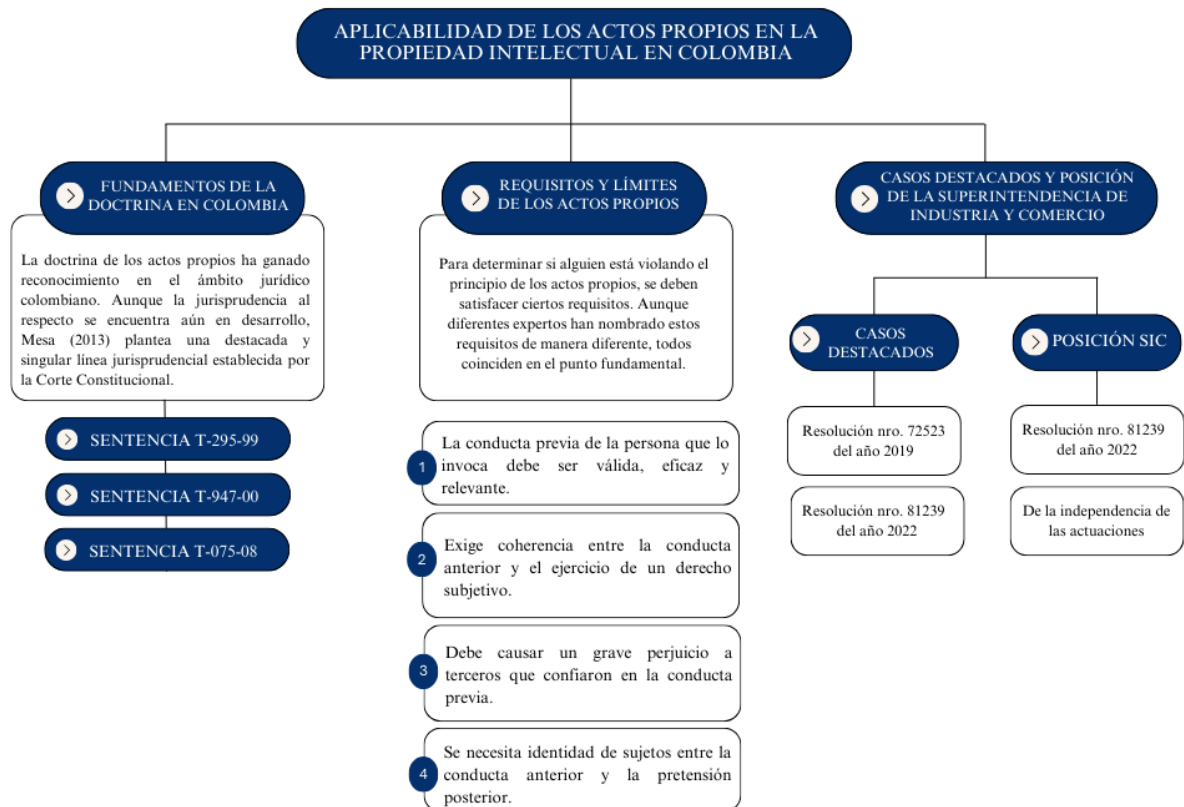 APLICABILIDAD DE LOS ACTOS PROPIOS EN LA
PROPIEDAD INTELECTUAL EN COLOMBIA
FUNDAMENTOS DE LA
DOCTRINA EN COLOMBIA
La doctrina de los actos propios ha ganado
reconocimiento en el ámbito jurídico
colombiano. Aunque la jurisprudencia al
respecto se encuentra aún en desarrollo,
Mesa (2013) plantea una destacada y
singular línea jurisprudencial establecida por
la Corte Constitucional.
SENTENCIA T-295-99
SENTENCIA T-947-00
SENTENCIA T-075-08
REQUISITOS Y LÍMITES
DE LOS ACTOS PROPIOS
Para determinar si alguien está violando el
principio de los actos propios, se deben
satisfacer ciertos requisitos. Aunque
diferentes expertos han nombrado estos
requisitos de manera diferente, todos
coinciden en el punto fundamental.
1
La conducta previa de la persona que lo
invoca debe ser válida, eficaz y
relevante.
2
Exige coherencia entre la conducta
anterior y el ejercicio de un derecho
subjetivo.
3
Debe causar un grave perjuicio a
terceros que confiaron en la conducta
previa.
4
Se necesita identidad de sujetos entre la
conducta anterior y la pretensión
posterior.
CASOS DESTACADOS Y POSICIÓN
DE LA SUPERINTENDENCIA DE
INDUSTRIA Y COMERCIO
CASOS
DESTACADOS
Resolución nro. 72523
del año 2019
Resolución nro. 81239
del año 2022
POSICIÓN SIC
Resolución nro. 81239
del año 2022
De la independencia de
las actuaciones